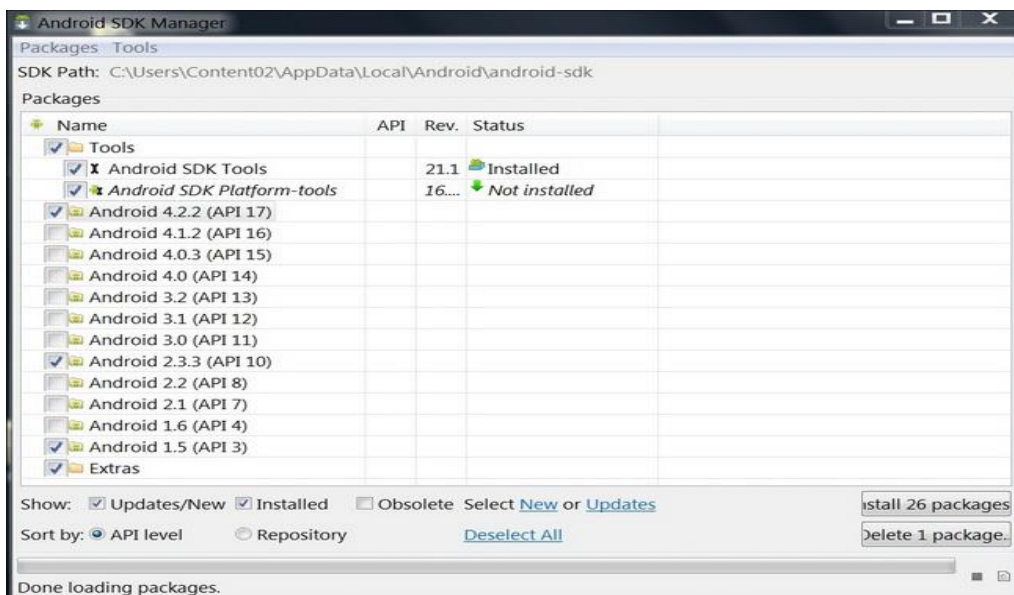 Android SDK Manager
Packages Tools
SDK Path: C:\Users\Content02\AppData\Local\Android\android-sdk
Packages
Name API Rev. Status
Tools
Android SDK Tools 21.1 Installed
Android SDK Platform-tools 16.... Not installed
Android 4.2.2 (API 17)
Android 4.1.2 (API 16)
Android 4.0.3 (API 15)
Android 4.0 (API 14)
Android 3.2 (API 13)
Android 3.1 (API 12)
Android 3.0 (API 11)
Android 2.3.3 (API 10)
Android 2.2 (API 8)
Android 2.1 (API 7)
Android 1.6 (API 4)
Android 1.5 (API 3)
Extras
Show: Updates/New Installed Obsolete Select New or Updates
nstall 26 packages
Sort by: API level Repository Deselect All
Delete 1 package..
Done loading packages.